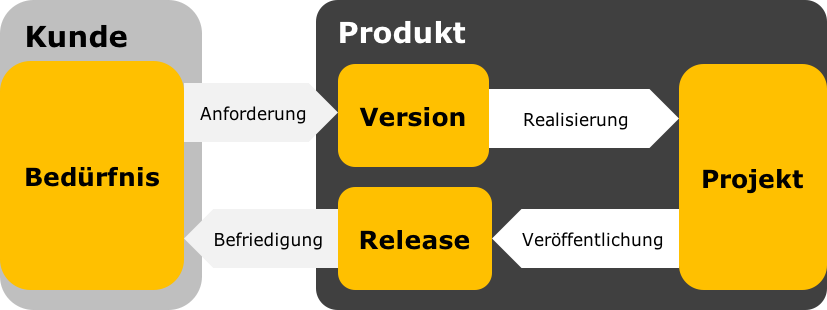 Kunde
Produkt
Anforderung
Version
Realisierung
Bedürfnis
Projekt
Befriedigung
Release
Veröffentlichung